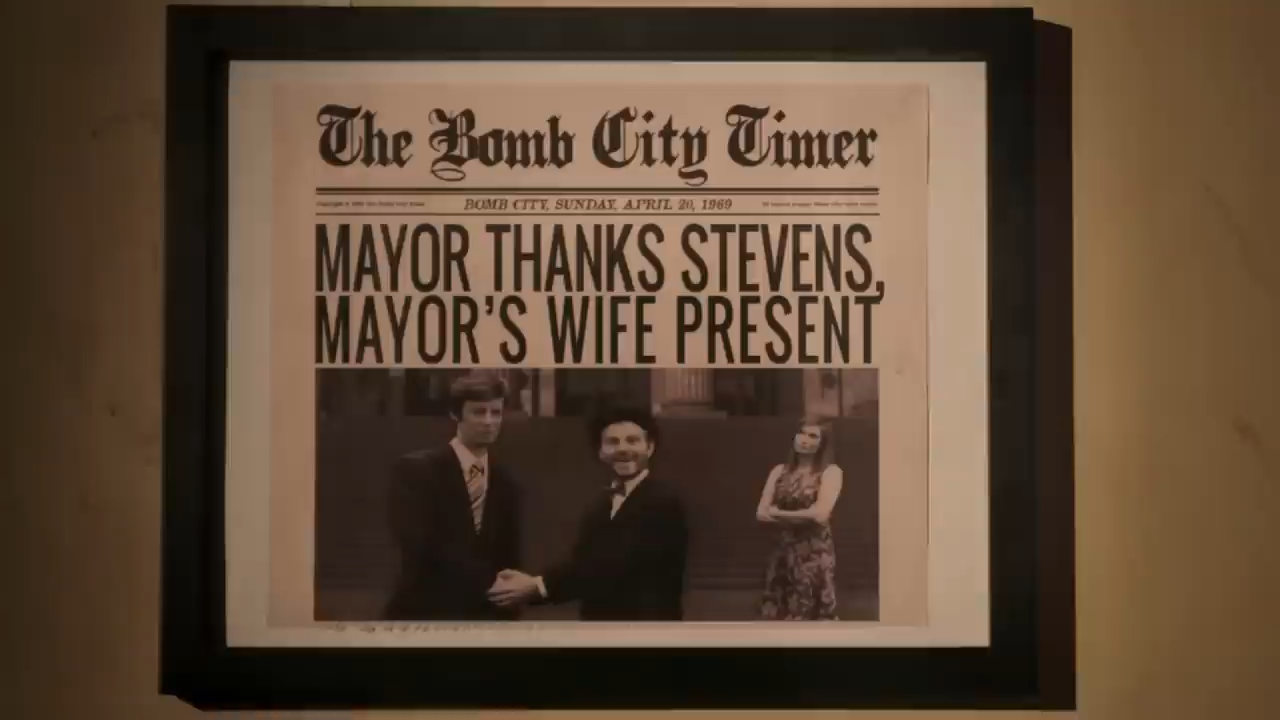 The Bomb City Timer
BOMB CITY, SUNDAY, APRIL 20, 1969
MAYOR THANKS STEVENS,
MAYOR'S WIFE PRESENT